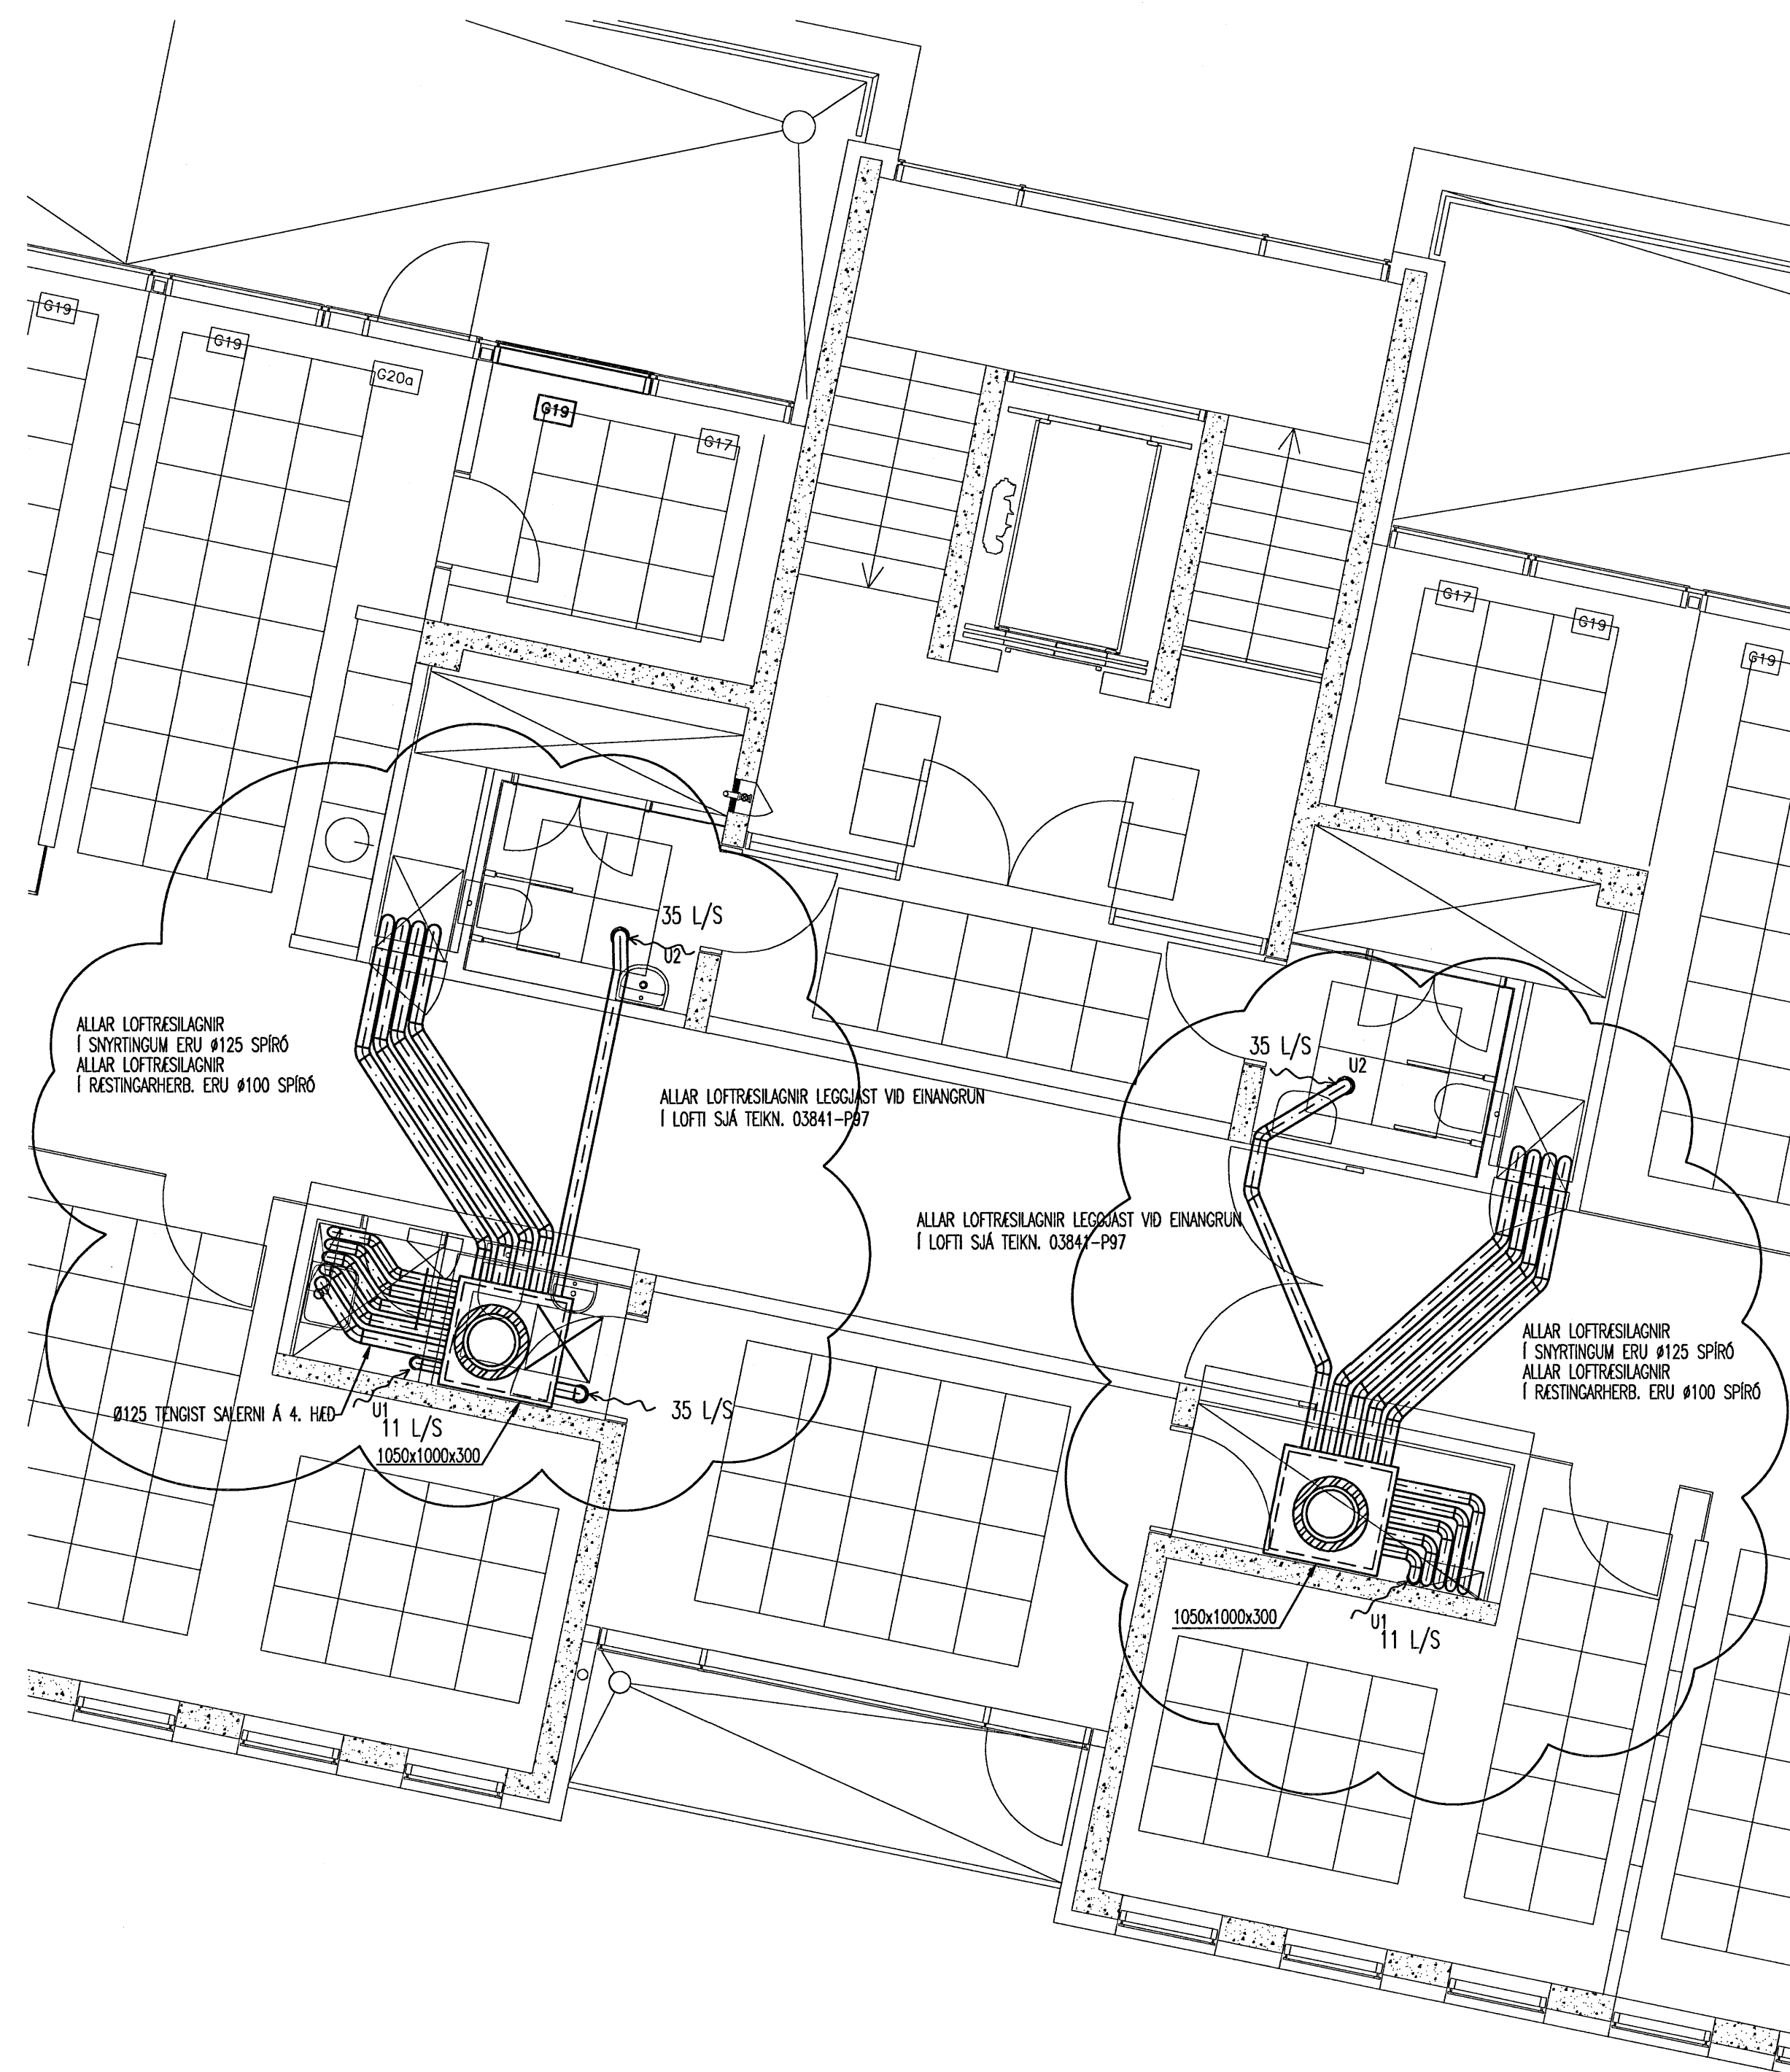 G19
G19
G20a
G19
G17
G17
G19
G19
35 L/S
U2
ALLAR LOFTRÆSILAGNIR
Í SNYRTINGUM ERU Ø125 SPÍRÓ
ALLAR LOFTRÆSILAGNIR
Í RÆSTINGARHERB. ERU Ø100 SPÍRÓ
ALLAR LOFTRÆSILAGNIR LEGGJAST VIÐ EINANGRUN
Í LOFTI SJÁ TEIKN. 03841-P97
35 L/S
U2
ALLAR LOFTRÆSILAGNIR LEGGJAST VIÐ EINANGRUN
Í LOFTI SJÁ TEIKN. 03841-P97
ALLAR LOFTRÆSILAGNIR
Í SNYRTINGUM ERU Ø125 SPÍRÓ
ALLAR LOFTRÆSILAGNIR
Í RÆSTINGARHERB. ERU Ø100 SPÍRÓ
Ø125 TENGIST SALERNI Á 4. HÆÐ
U1
11 L/S
35 L/S
1050x1000x300
1050x1000x300
U1
11 L/S